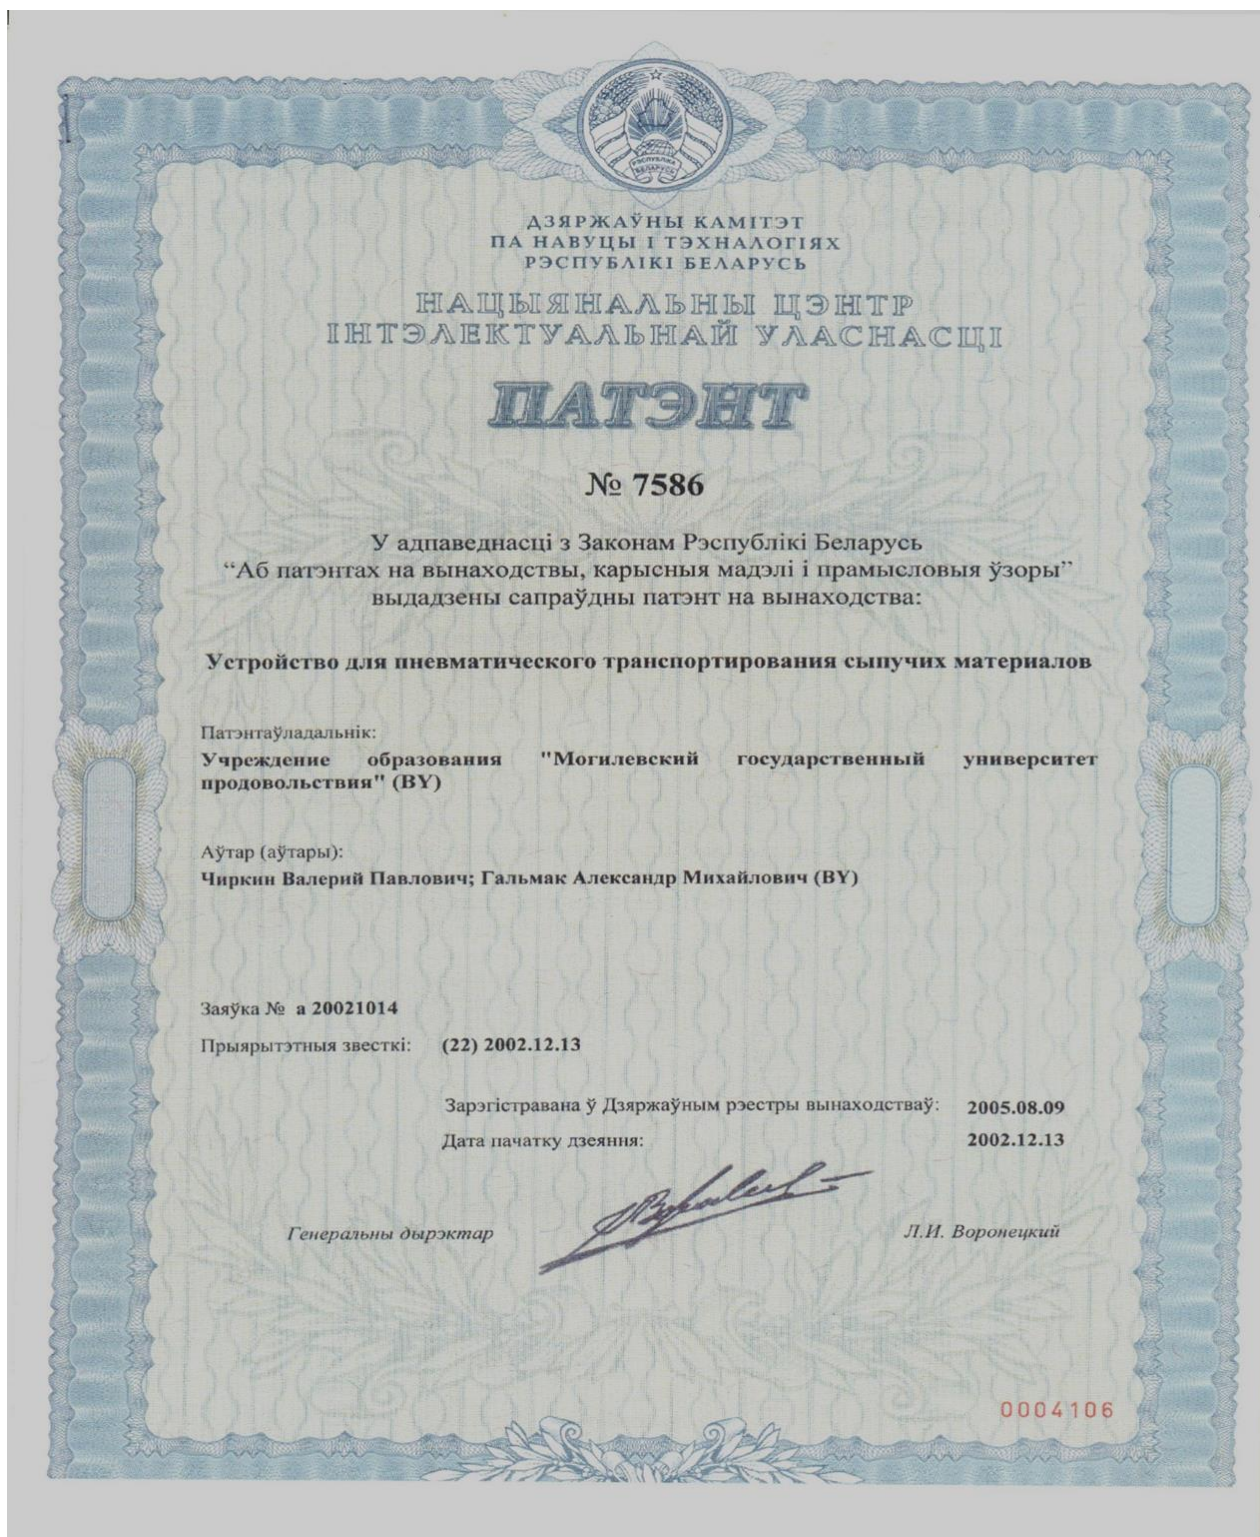 РЭСПУБЛІКА
БЕЛАРУСЬ
ДЗЯРЖАЎНЫ КАМІТЭТ
ПА НАВУЦЫ І ТЭХНАЛОГІЯХ
РЭСПУБЛІКІ БЕЛАРУСЬ
НАЦЫЯНАЛЬНЫ ЦЭНТР
ІНТЭЛЕКТУАЛЬНАЙ УЛАСНАСЦІ
ПАТЭНТ
№ 7586
У адпаведнасці з Законам Рэспублікі Беларусь
“Аб патэнтах на вынаходствы, карысныя мадэлі і прамысловыя ўзоры”
выдадзены сапраўдны патэнт на вынаходства:
Устройство для пневматического транспортирования сыпучих материалов
Патэнтаўладальнік:
Учреждение образования "Могилевский государственный университет
продовольствия" (BY)
Аўтар (аўтары):
Чиркин Валерий Павлович; Гальмак Александр Михайлович (BY)
Заяўка № а 20021014
Прыярытэтныя звесткі: (22) 2002.12.13
Зарэгістравана ў Дзяржаўным рэестры вынаходстваў: 2005.08.09
Дата пачатку дзеяння: 2002.12.13
Генеральны дырэктар Л.И. Воронецкий
0004106